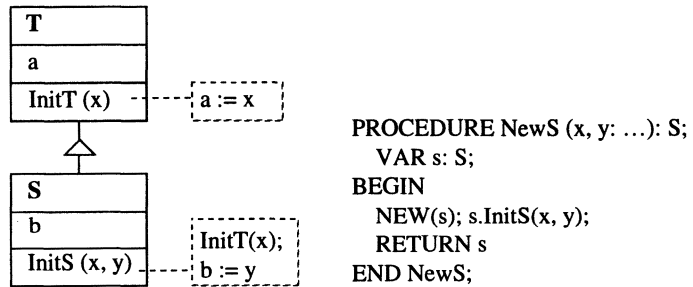 T
a
InitT (x)
a := x
S
b
InitS (x, y)
InitT(x);
b := y
PROCEDURE NewS (x, y: ...): S;
VAR s: S;
BEGIN
NEW(s); s.InitS(x, y);
RETURN s
END NewS;